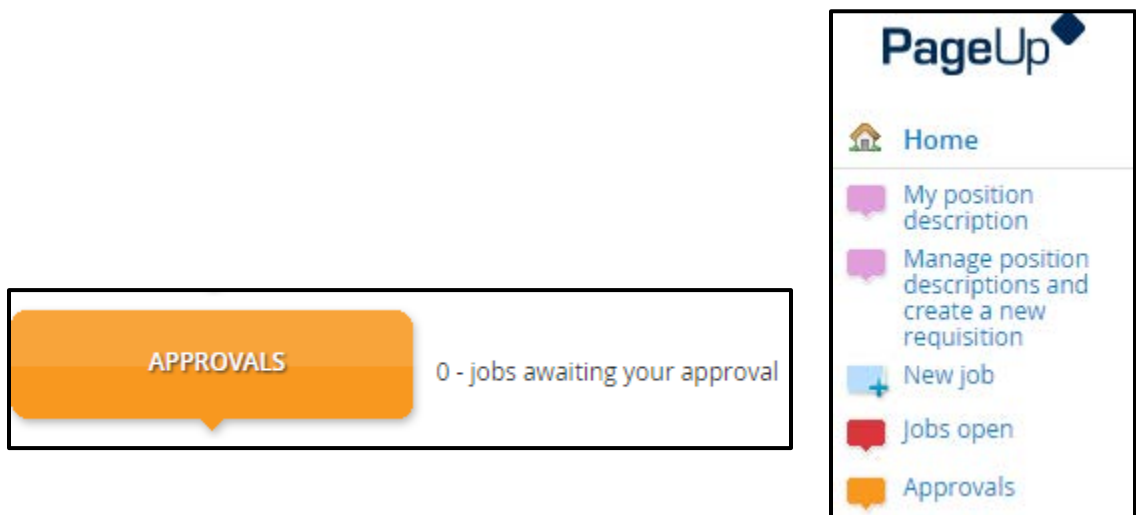 APPROVALS
0 - jobs awaiting your approval
PageUp
Home
My position
description
Manage position
descriptions and
create a new
requisition
New job
Jobs open
Approvals